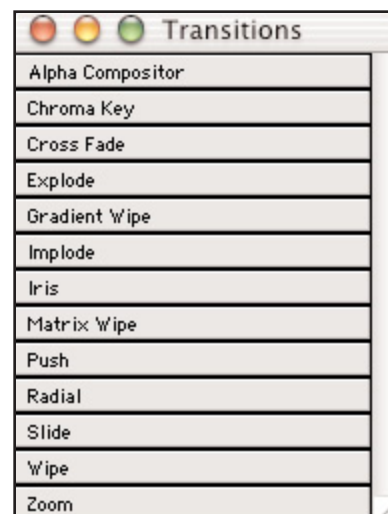 Transitions
Alpha Compositor
Chroma Key
Cross Fade
Explode
Gradient Wipe
Implode
Iris
Matrix Wipe
Push
Radial
Slide
Wipe
Zoom